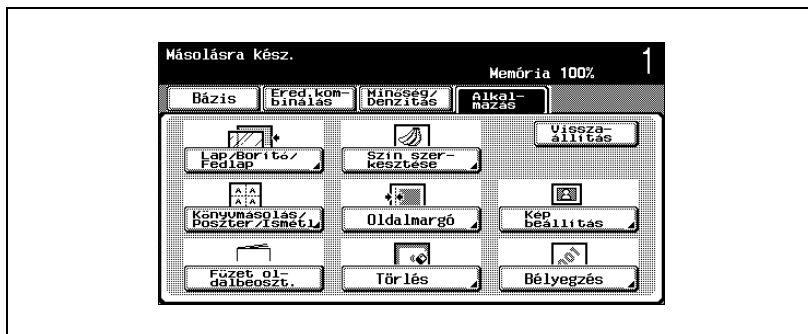 Másolásra kész.
Memória 100%
1
Bázis
Ered.kom-
binálás
Minőség/
Denzitás
Alkal-
mazás
Vissza-
állítás
Lap/Borító/
Fedlap
Szín szer-
kesztése
Könyvmásolás/
Poszter/Ismétl
Oldalmargó
Kép
beállítás
Füzet ol-
dalbeoszt.
Törlés
Bélyegzés